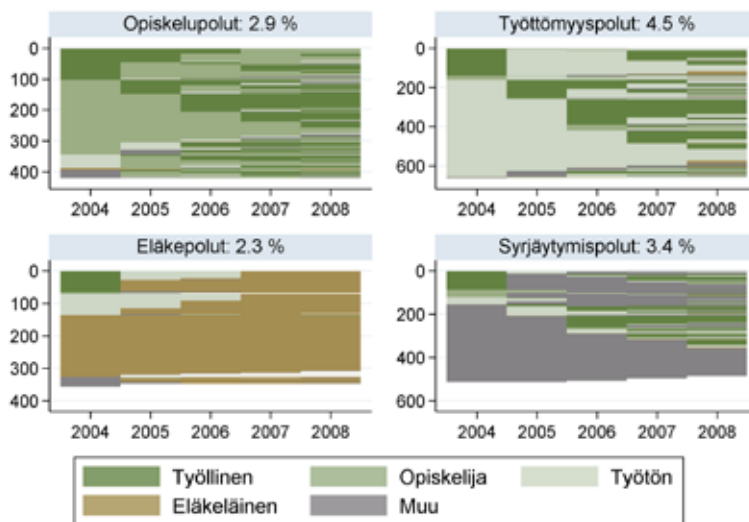 Opiskelupolut: 2.9 %
0
100
200
300
400
2004 2005 2006 2007 2008
Työttömyyspolut: 4.5 %
0
200
400
600
2004 2005 2006 2007 2008
Eläkepolut: 2.3 %
0
100
200
300
400
2004 2005 2006 2007 2008
Syrjäytymispolut: 3.4 %
0
200
400
600
2004 2005 2006 2007 2008
Työllinen Opiskelija Työtön
Eläkeläinen Muu